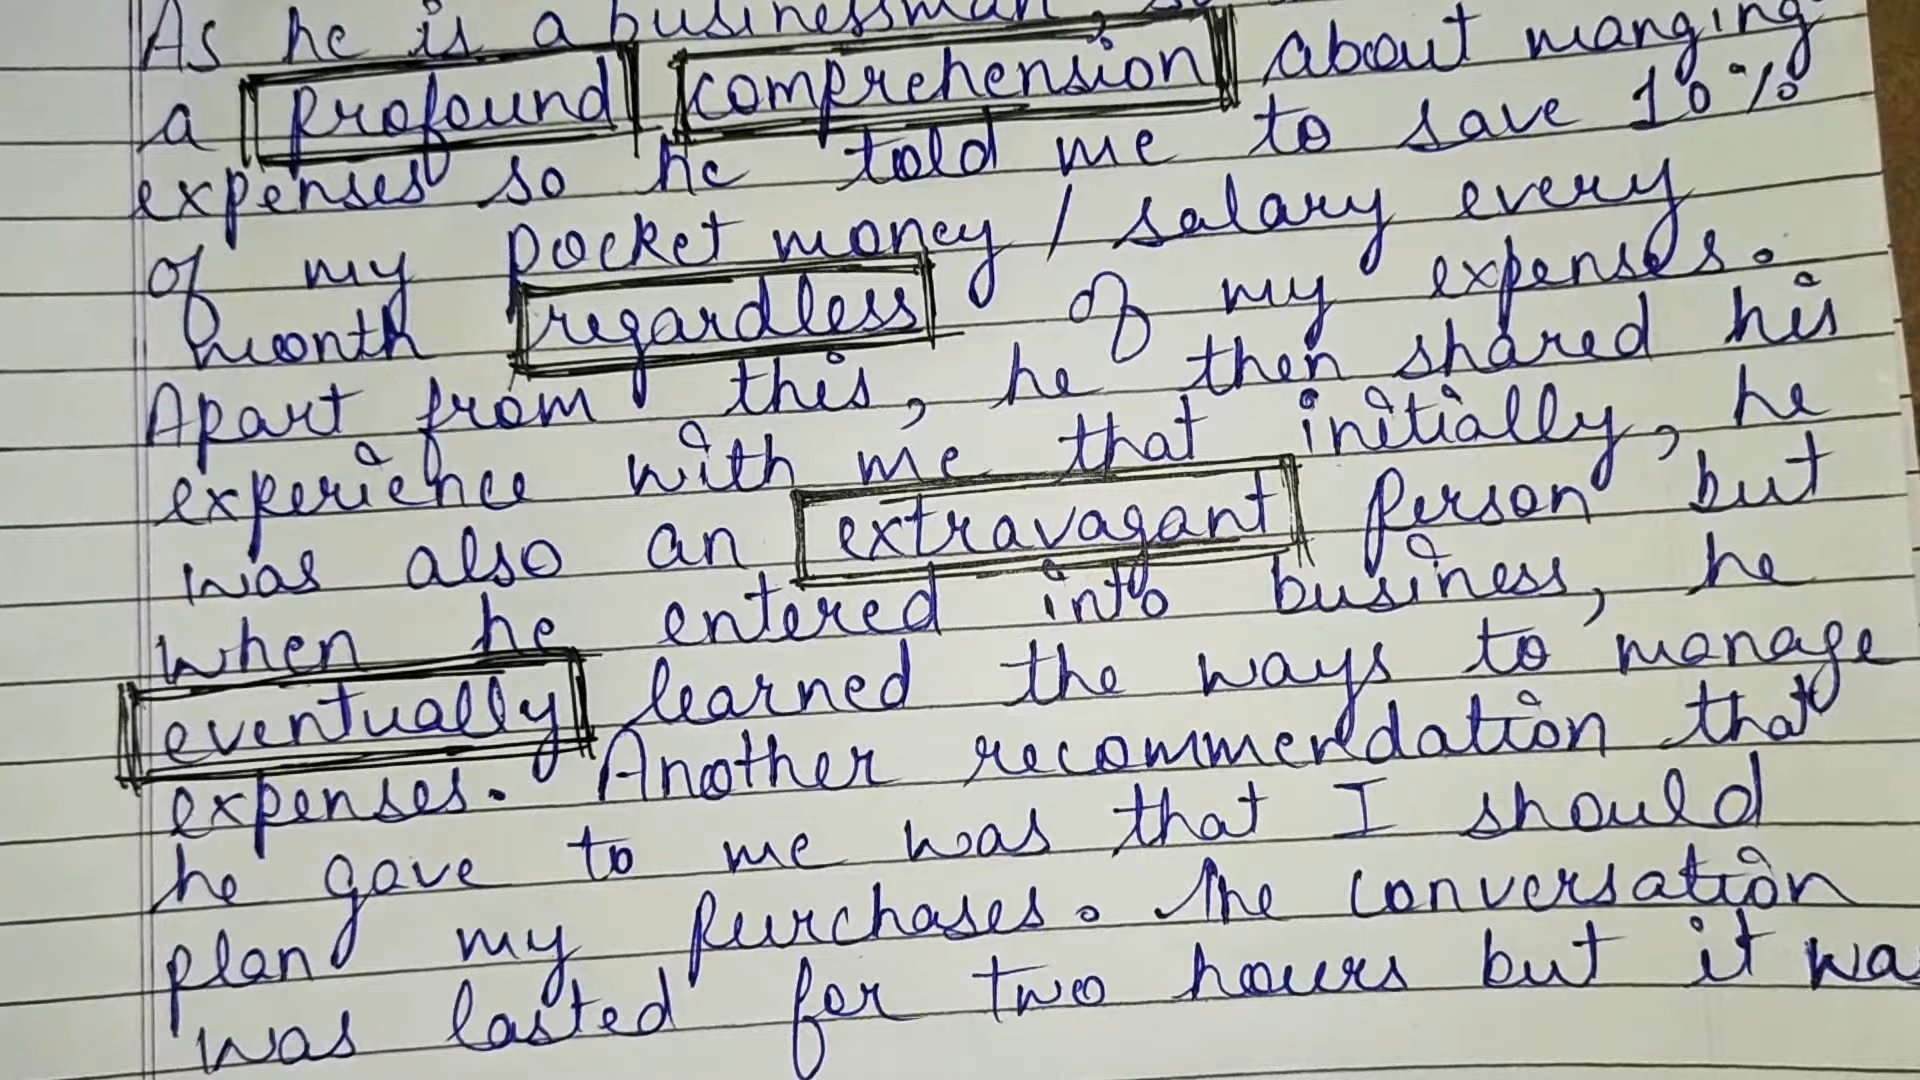 As he is a businessman,
a profound comprehension about manging
expenses so he told me to save 10%
of my pocket money / salary every
month regardless of my expenses.
Apart from this, he then shared his
experience with me that initially, he
was also an extravagant person but
when he entered into business, he
eventually learned the ways to manage
expenses. Another recommendation that
he gave to me was that I should
plan my purchases. The conversation
was lasted for two hours but it wa